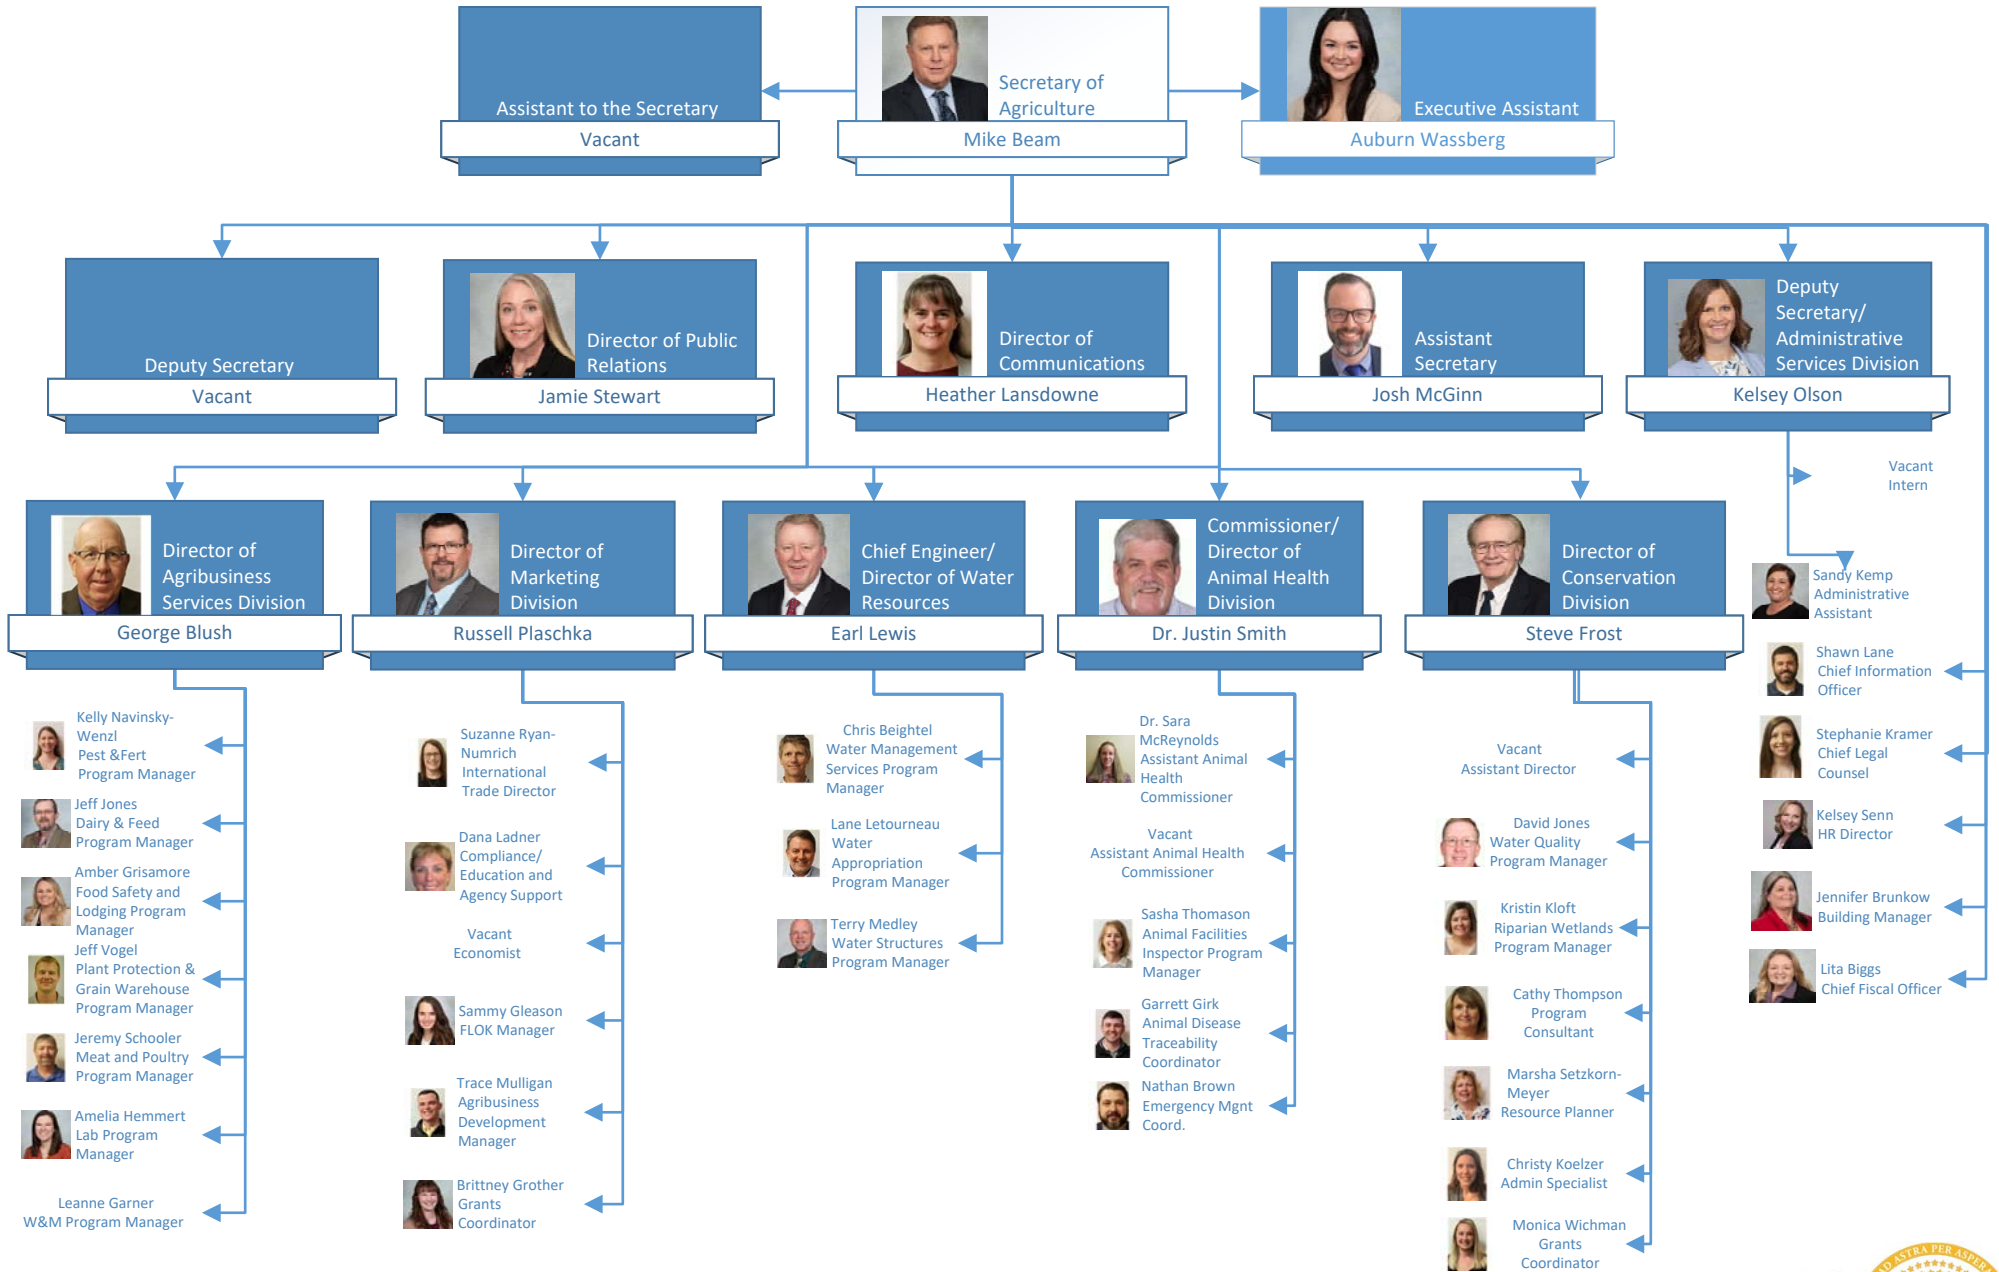 Assistant to the Secretary
Vacant
Secretary of
Agriculture
Mike Beam
Executive Assistant
Auburn Wassberg
Deputy Secretary
Vacant
Director of Public
Relations
Jamie Stewart
Director of
Communications
Heather Lansdowne
Assistant
Secretary
Josh McGinn
Deputy
Secretary/
Administrative
Services Division
Kelsey Olson
Director of
Agribusiness
Services Division
George Blush
Director of
Marketing
Division
Russell Plaschka
Chief Engineer/
Director of Water
Resources
Earl Lewis
Commissioner/
Director of
Animal Health
Division
Dr. Justin Smith
Director of
Conservation
Division
Steve Frost
Vacant
Intern
Sandy Kemp
Administrative
Assistant
Shawn Lane
Chief Information
Officer
Stephanie Kramer
Chief Legal
Counsel
Kelsey Senn
HR Director
Jennifer Brunkow
Building Manager
Lita Biggs
Chief Fiscal Officer
Kelly Navinsky-
Wenzl
Pest &Fert
Program Manager
Jeff Jones
Dairy & Feed
Program Manager
Amber Grisamore
Food Safety and
Lodging Program
Manager
Jeff Vogel
Plant Protection &
Grain Warehouse
Program Manager
Jeremy Schooler
Meat and Poultry
Program Manager
Amelia Hemmert
Lab Program
Manager
Leanne Garner
W&M Program Manager
Suzanne Ryan-
Numrich
International
Trade Director
Dana Ladner
Compliance/
Education and
Agency Support
Vacant
Economist
Sammy Gleason
FLOK Manager
Trace Mulligan
Agribusiness
Development
Manager
Brittney Grother
Grants
Coordinator
Chris Beightel
Water Management
Services Program
Manager
Lane Letourneau
Water
Appropriation
Program Manager
Terry Medley
Water Structures
Program Manager
Dr. Sara
McReynolds
Assistant Animal
Health
Commissioner
Vacant
Assistant Animal Health
Commissioner
Sasha Thomason
Animal Facilities
Inspector Program
Manager
Garrett Girk
Animal Disease
Traceability
Coordinator
Nathan Brown
Emergency Mgnt
Coord.
Vacant
Assistant Director
David Jones
Water Quality
Program Manager
Kristin Kloft
Riparian Wetlands
Program Manager
Cathy Thompson
Program
Consultant
Marsha Setzkorn-
Meyer
Resource Planner
Christy Koelzer
Admin Specialist
Monica Wichman
Grants
Coordinator
AD ASTRA PER ASPERA